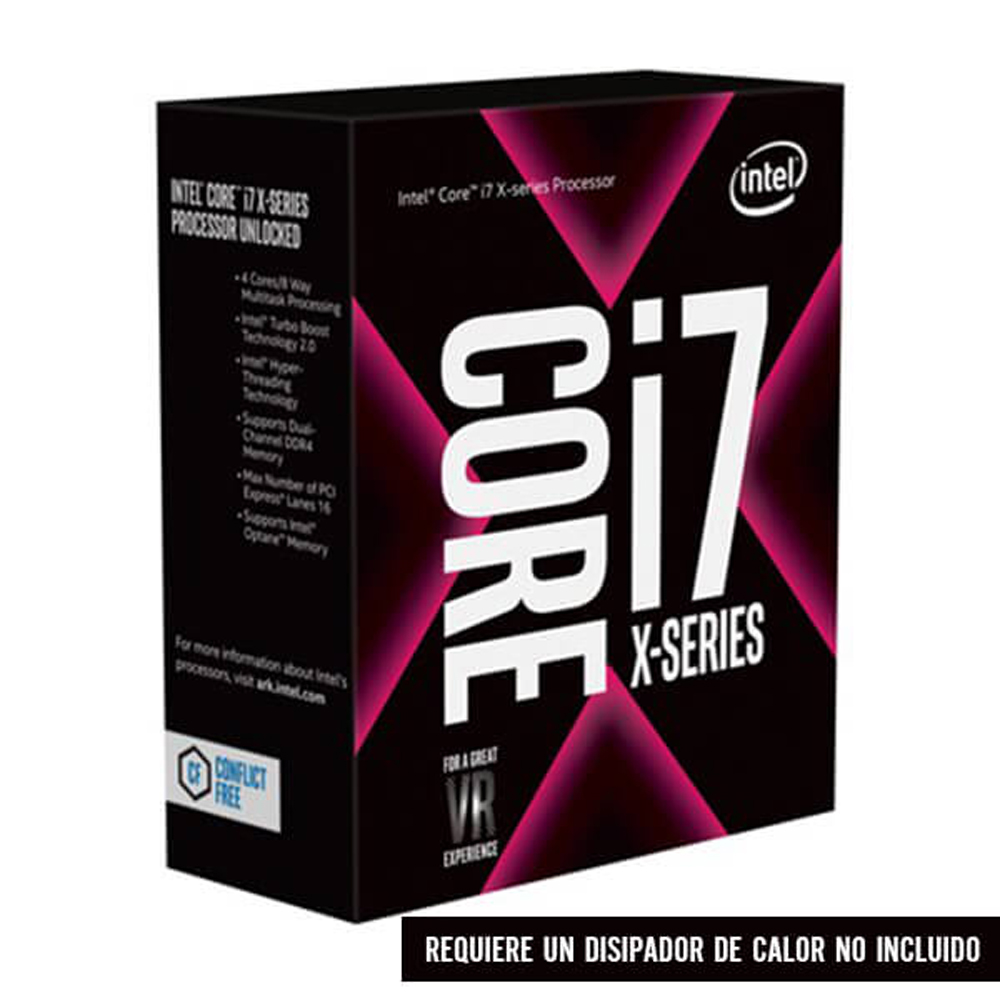 INTEL® CORE™ i7 X-SERIES
PROCESSOR UNLOCKED
• 4 Cores/8 Way
Multitask Processing
• Intel® Turbo Boost
Technology 2.0
• Intel® Hyper-
Threading
Technology
• Supports Dual-
Channel DDR4
Memory
• Max Number of PCI
Express® Lanes 16
• Supports Intel®
Optane™ Memory
For more information about Intel's
processors, visit ark.intel.com
CF CONFLICT
FREE
Intel® Core™ i7 X-series Processor
intel®
CORE
i7
X-SERIES
FOR A GREAT
VR
EXPERIENCE
REQUIERE UN DISIPADOR DE CALOR NO INCLUIDO